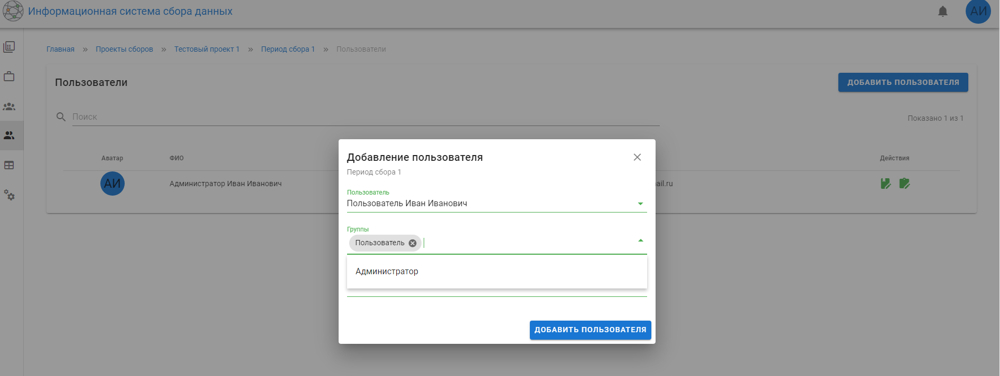 Информационная система сбора данных
АИ
Главная » Проекты сборов » Тестовый проект 1 » Период сбора 1 » Пользователи
Пользователи
ДОБАВИТЬ ПОЛЬЗОВАТЕЛЯ
Поиск
Показано 1 из 1
Аватар ФИО Действия
АИ Администратор Иван Иванович ail.ru
Добавление пользователя
Период сбора 1
Пользователь
Пользователь Иван Иванович
Группы
Пользователь
Администратор
ДОБАВИТЬ ПОЛЬЗОВАТЕЛЯ